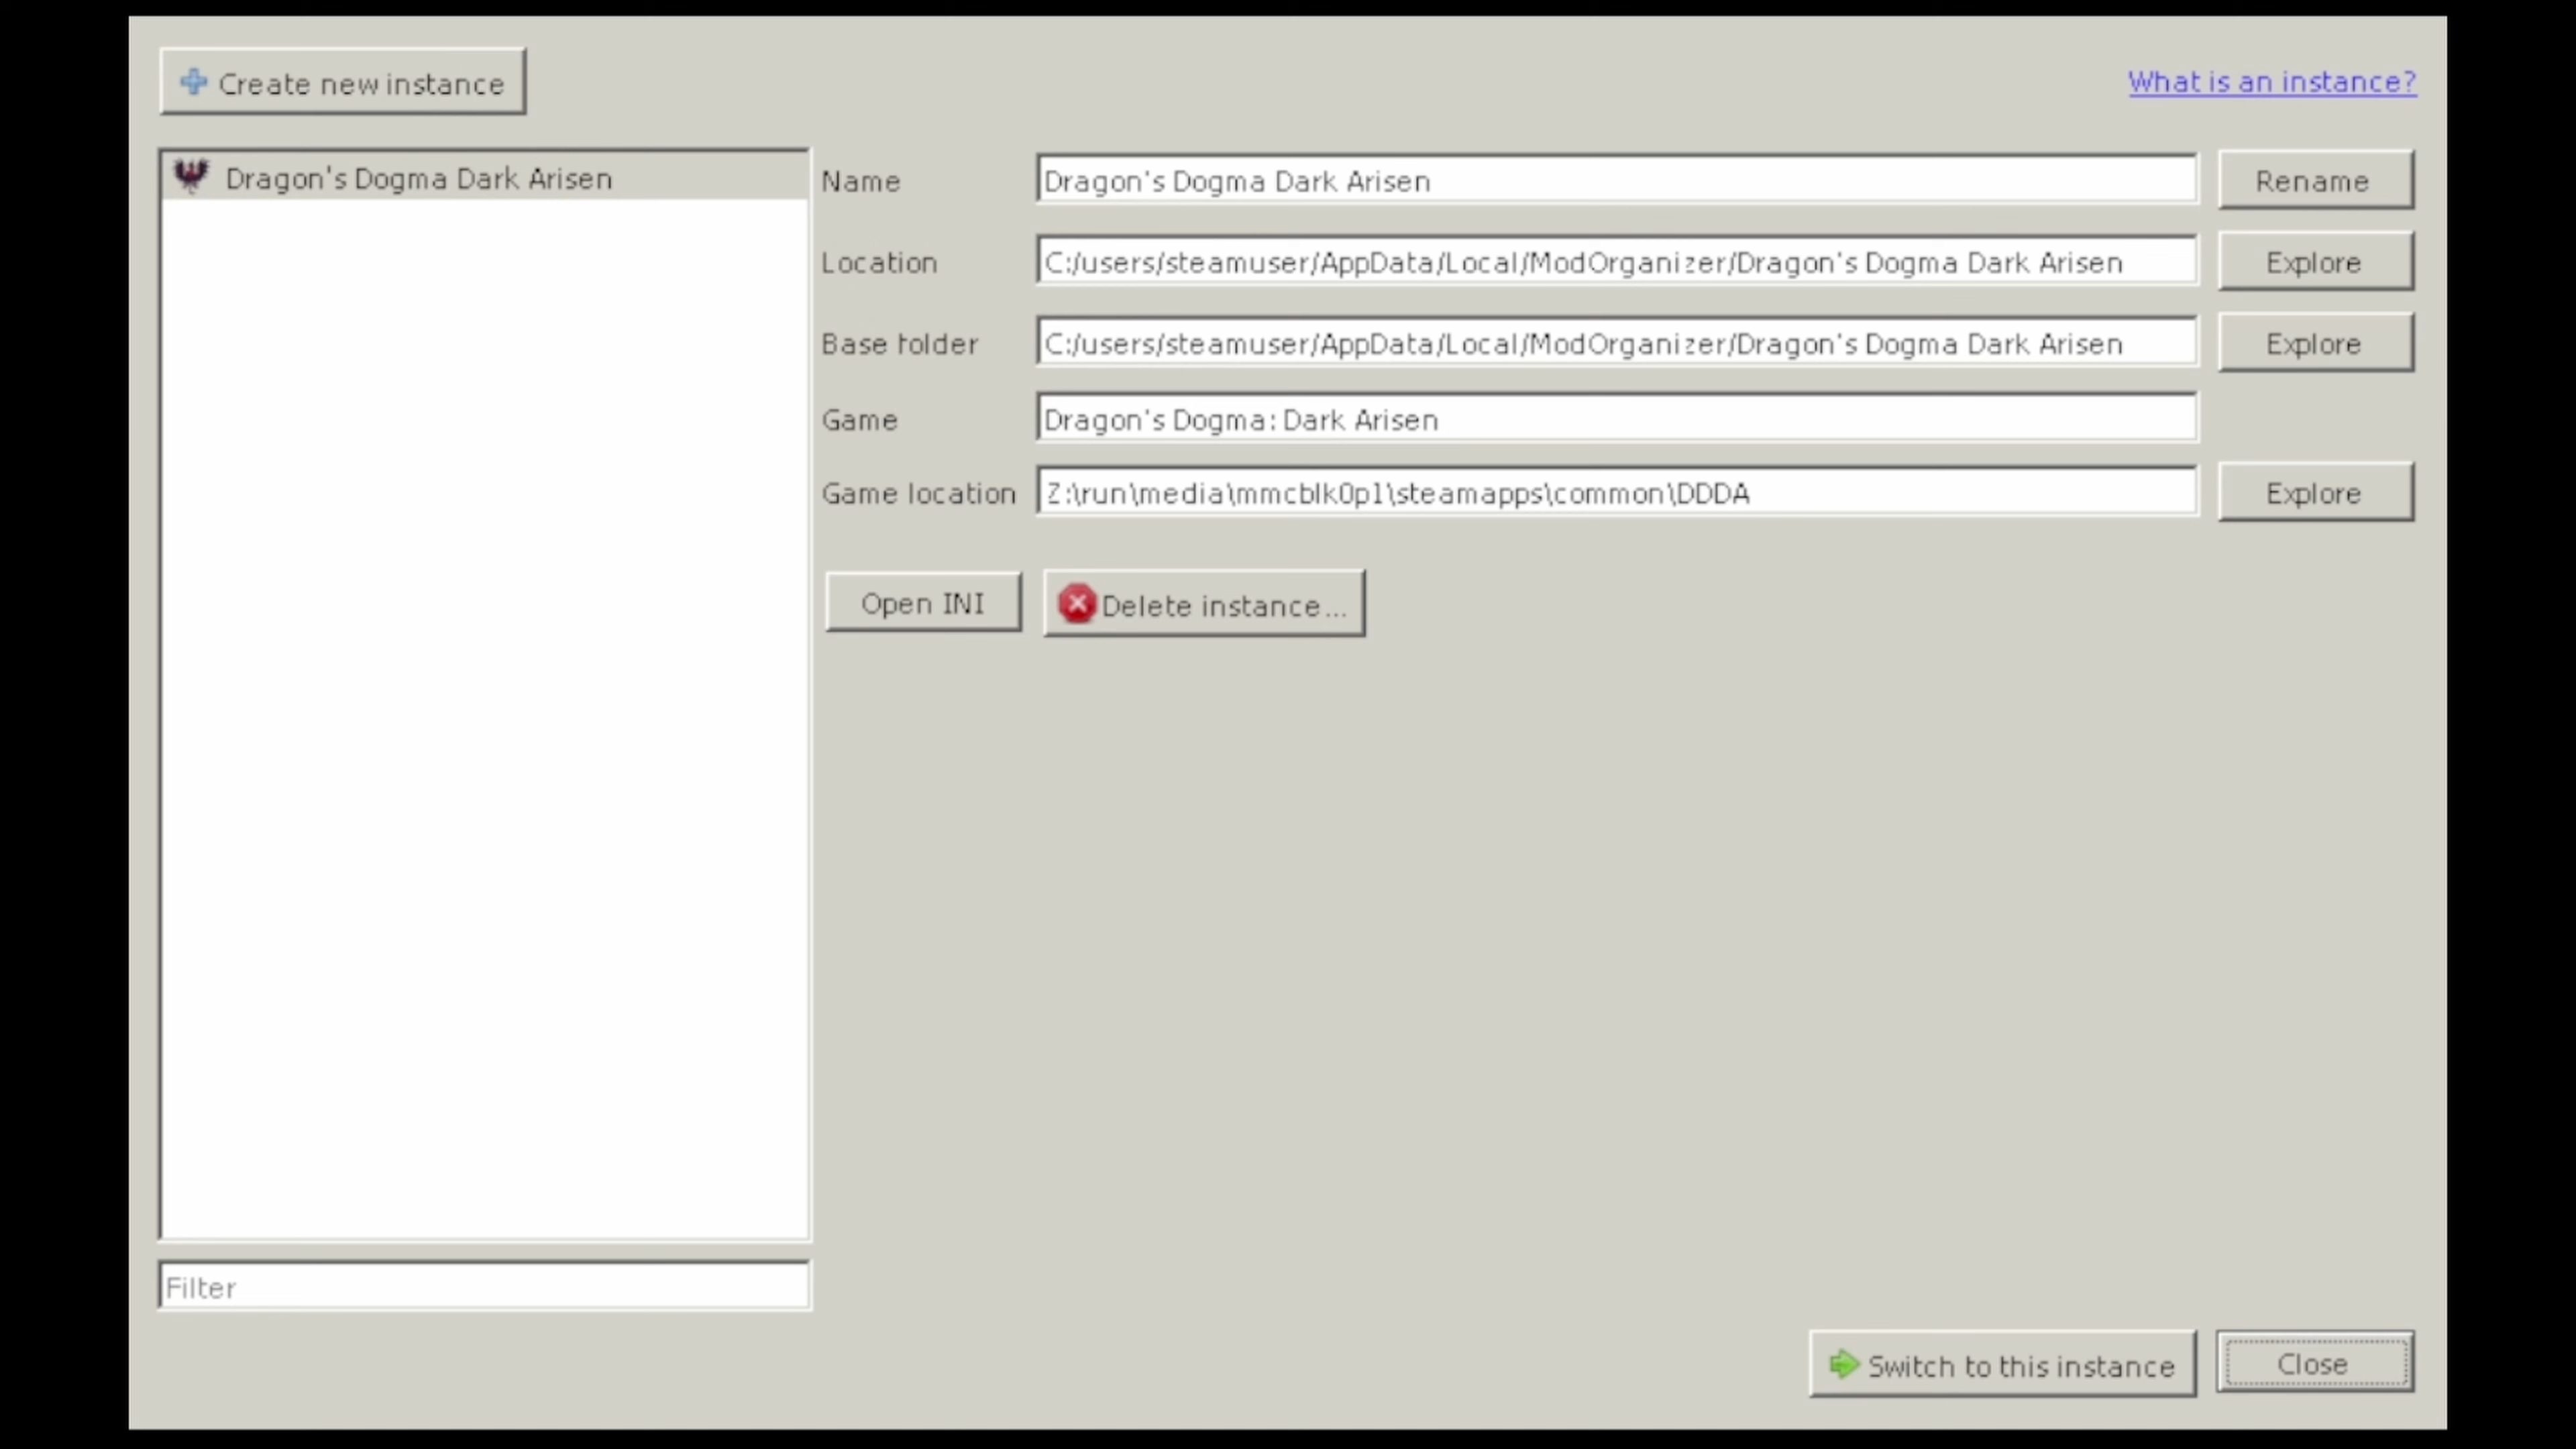 Create new instance
What is an instance?
Dragon's Dogma Dark Arisen
Name
Dragon's Dogma Dark Arisen
Rename
Location
C:/users/steamuser/AppData/Local/ModOrganizer/Dragon's Dogma Dark Arisen
Explore
Base folder
C:/users/steamuser/AppData/Local/ModOrganizer/Dragon's Dogma Dark Arisen
Explore
Game
Dragon's Dogma: Dark Arisen
Game location
Z:\run\media\mmcblk0p1\steamapps\common\DDDA
Explore
Open INI
Delete instance...
Filter
Switch to this instance
Close